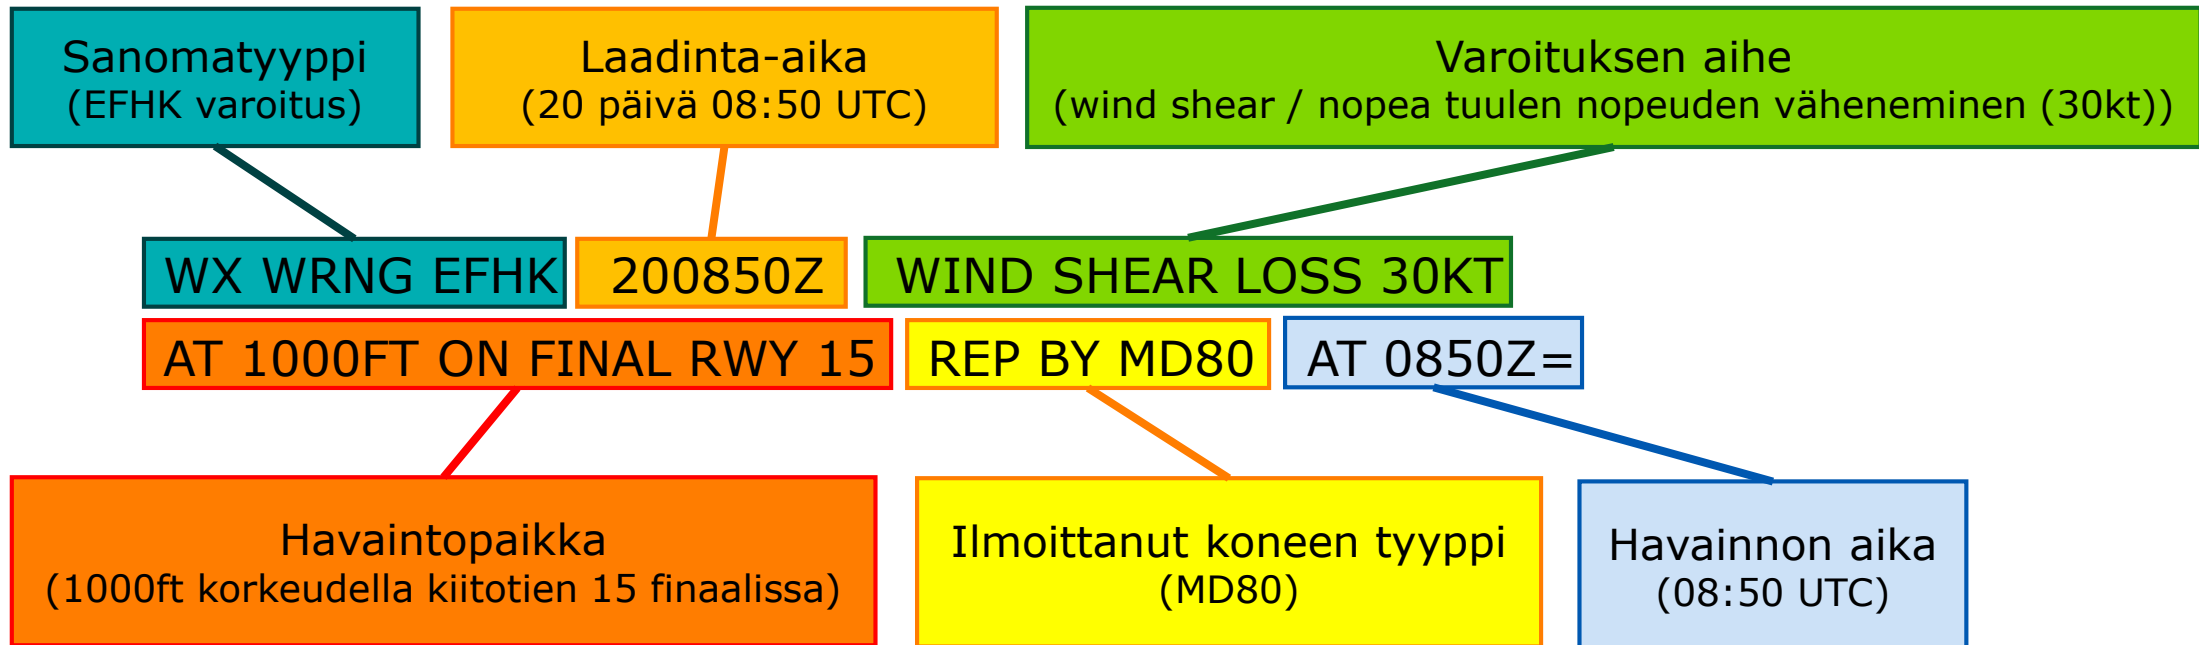 Sanomatyyppi
(EFHK varoitus)
Laadinta-aika
(20 päivä 08:50 UTC)
Varoituksen aihe
(wind shear / nopea tuulen nopeuden väheneminen (30kt))
WX WRNG EFHK 200850Z WIND SHEAR LOSS 30KT
AT 1000FT ON FINAL RWY 15 REP BY MD80 AT 0850Z=
Havaintopaikka
(1000ft korkeudella kiitotien 15 finaalissa)
Ilmoittanut koneen tyyppi
(MD80)
Havainnon aika
(08:50 UTC)